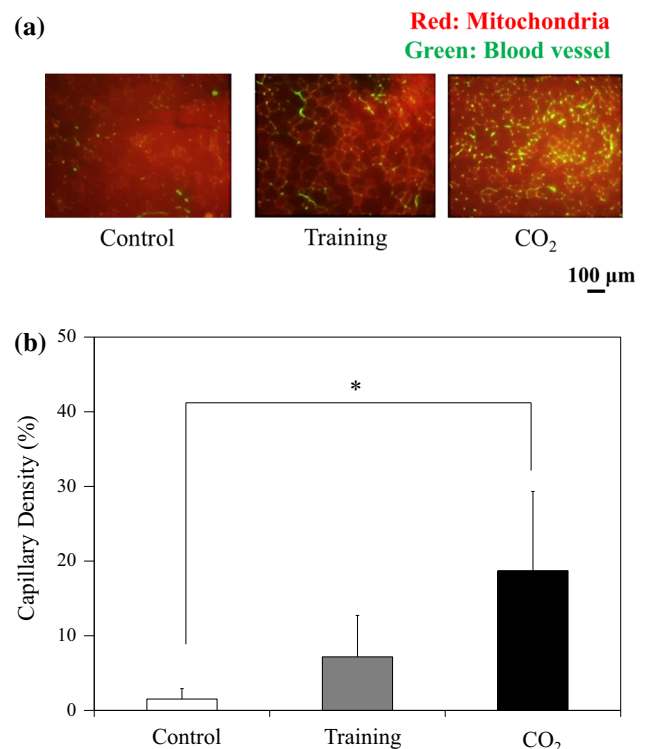 (a)
Red: Mitochondria
Green: Blood vessel
Control
Training
CO₂
100 μm
(b)
Capillary Density (%)
50
40
30
20
10
0
*
Control
Training
CO₂